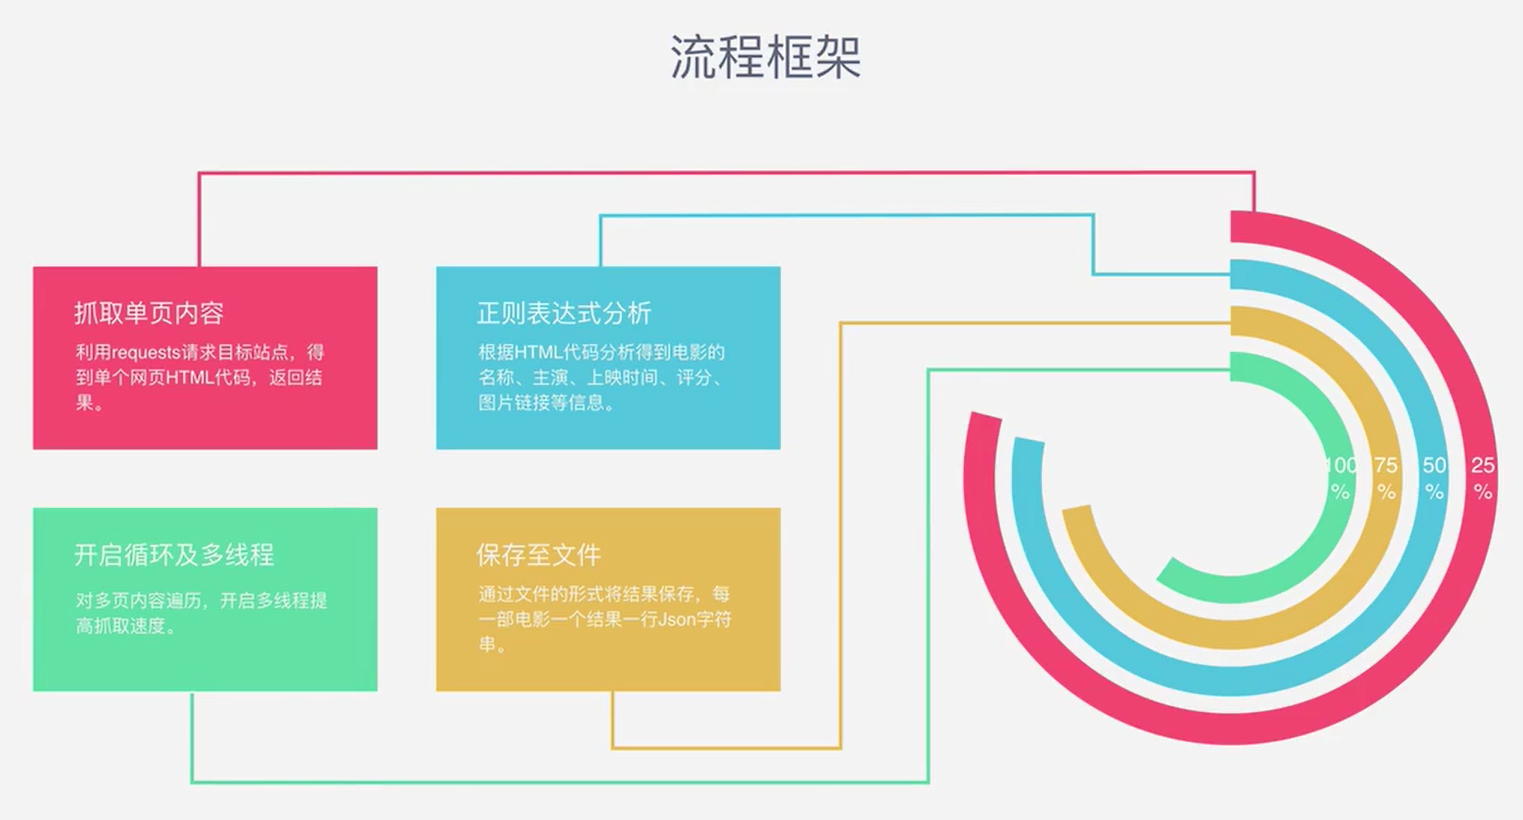 流程框架
抓取单页内容
利用requests请求目标站点，得
到单个网页HTML代码，返回结
果。
正则表达式分析
根据HTML代码分析得到电影的
名称、主演、上映时间、评分、
图片链接等信息。
开启循环及多线程
对多页内容遍历，开启多线程提
高抓取速度。
保存至文件
通过文件的形式将结果保存，每
一部电影一个结果一行Json字符
串。
100
%
75
%
50
%
25
%